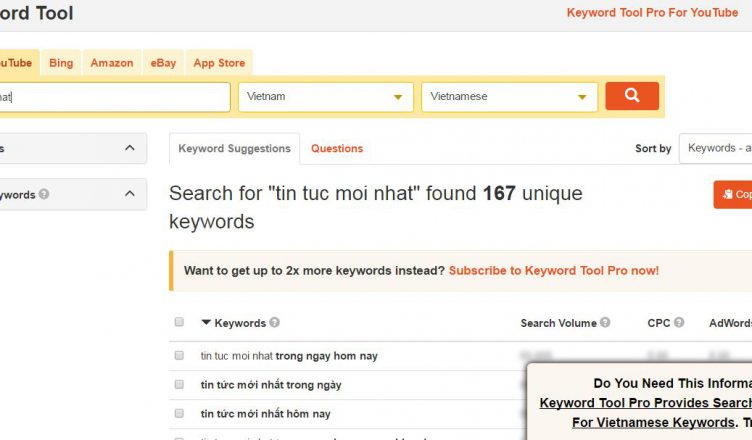 ord Tool
Keyword Tool Pro For YouTube
ouTube Bing Amazon eBay App Store
hat Vietnam Vietnamese
s Keyword Suggestions Questions Sort by Keywords - a
ywords
Search for "tin tuc moi nhat" found 167 unique
keywords
Cop
Want to get up to 2x more keywords instead? Subscribe to Keyword Tool Pro now!
Keywords Search Volume CPC AdWords
tin tuc moi nhat trong ngay hom nay
tin tức mới nhất trong ngày
tin tức mới nhất hôm nay
Do You Need This Informa
Keyword Tool Pro Provides Search
For Vietnamese Keywords. T